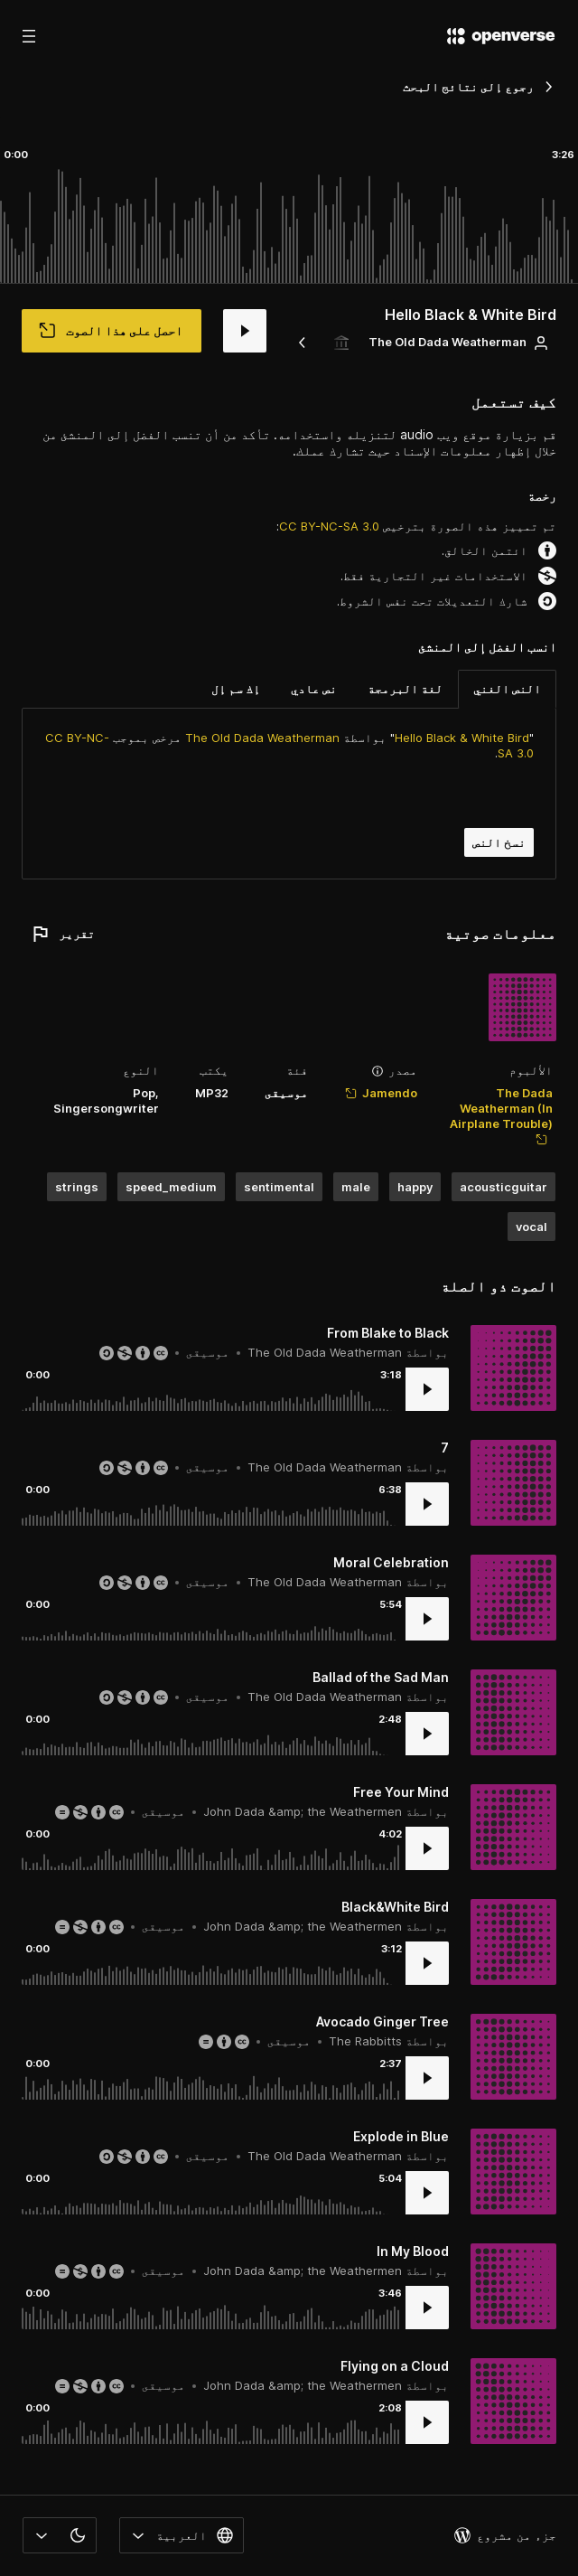 openverse
رجوع إلى نتائج البحث
0:00 3:26
Hello Black & White Bird
The Old Dada Weatherman
احصل على هذا الصوت
كيف تستعمل
قم بزيارة موقع ويب audio لتنزيله واستخدامه. تأكد من أن تنسب الفضل إلى المنشئ من
خلال إظهار معلومات الإسناد حيث تشارك عملك.
رخصة
تم تمييز هذه الصورة بترخيص CC BY-NC-SA 3.0:
ائتمن الخالق.
الاستخدامات غير التجارية فقط.
شارك التعديلات تحت نفس الشروط.
انسب الفضل إلى المنشئ
النص الغني لغة البرمجة نص عادي إك سم إل
"Hello Black & White Bird" بواسطة The Old Dada Weatherman مرخص بموجب CC BY-NC-
SA 3.0.
نسخ النص
معلومات صوتية
تقرير
الألبوم مصدر فئة يكتب النوع
The Dada Jamendo موسيقى MP32 Pop,
Weatherman (In Singersongwriter
Airplane Trouble)
acousticguitar happy male sentimental speed_medium strings
vocal
الصوت ذو الصلة
From Blake to Black
بواسطة The Old Dada Weatherman • موسيقى •
0:00 3:18
7
بواسطة The Old Dada Weatherman • موسيقى •
0:00 6:38
Moral Celebration
بواسطة The Old Dada Weatherman • موسيقى •
0:00 5:54
Ballad of the Sad Man
بواسطة The Old Dada Weatherman • موسيقى •
0:00 2:48
Free Your Mind
بواسطة John Dada &amp; the Weathermen • موسيقى •
0:00 4:02
Black&White Bird
بواسطة John Dada &amp; the Weathermen • موسيقى •
0:00 3:12
Avocado Ginger Tree
بواسطة The Rabbitts • موسيقى •
0:00 2:37
Explode in Blue
بواسطة The Old Dada Weatherman • موسيقى •
0:00 5:04
In My Blood
بواسطة John Dada &amp; the Weathermen • موسيقى •
0:00 3:46
Flying on a Cloud
بواسطة John Dada &amp; the Weathermen • موسيقى •
0:00 2:08
جزء من مشروع
العربية